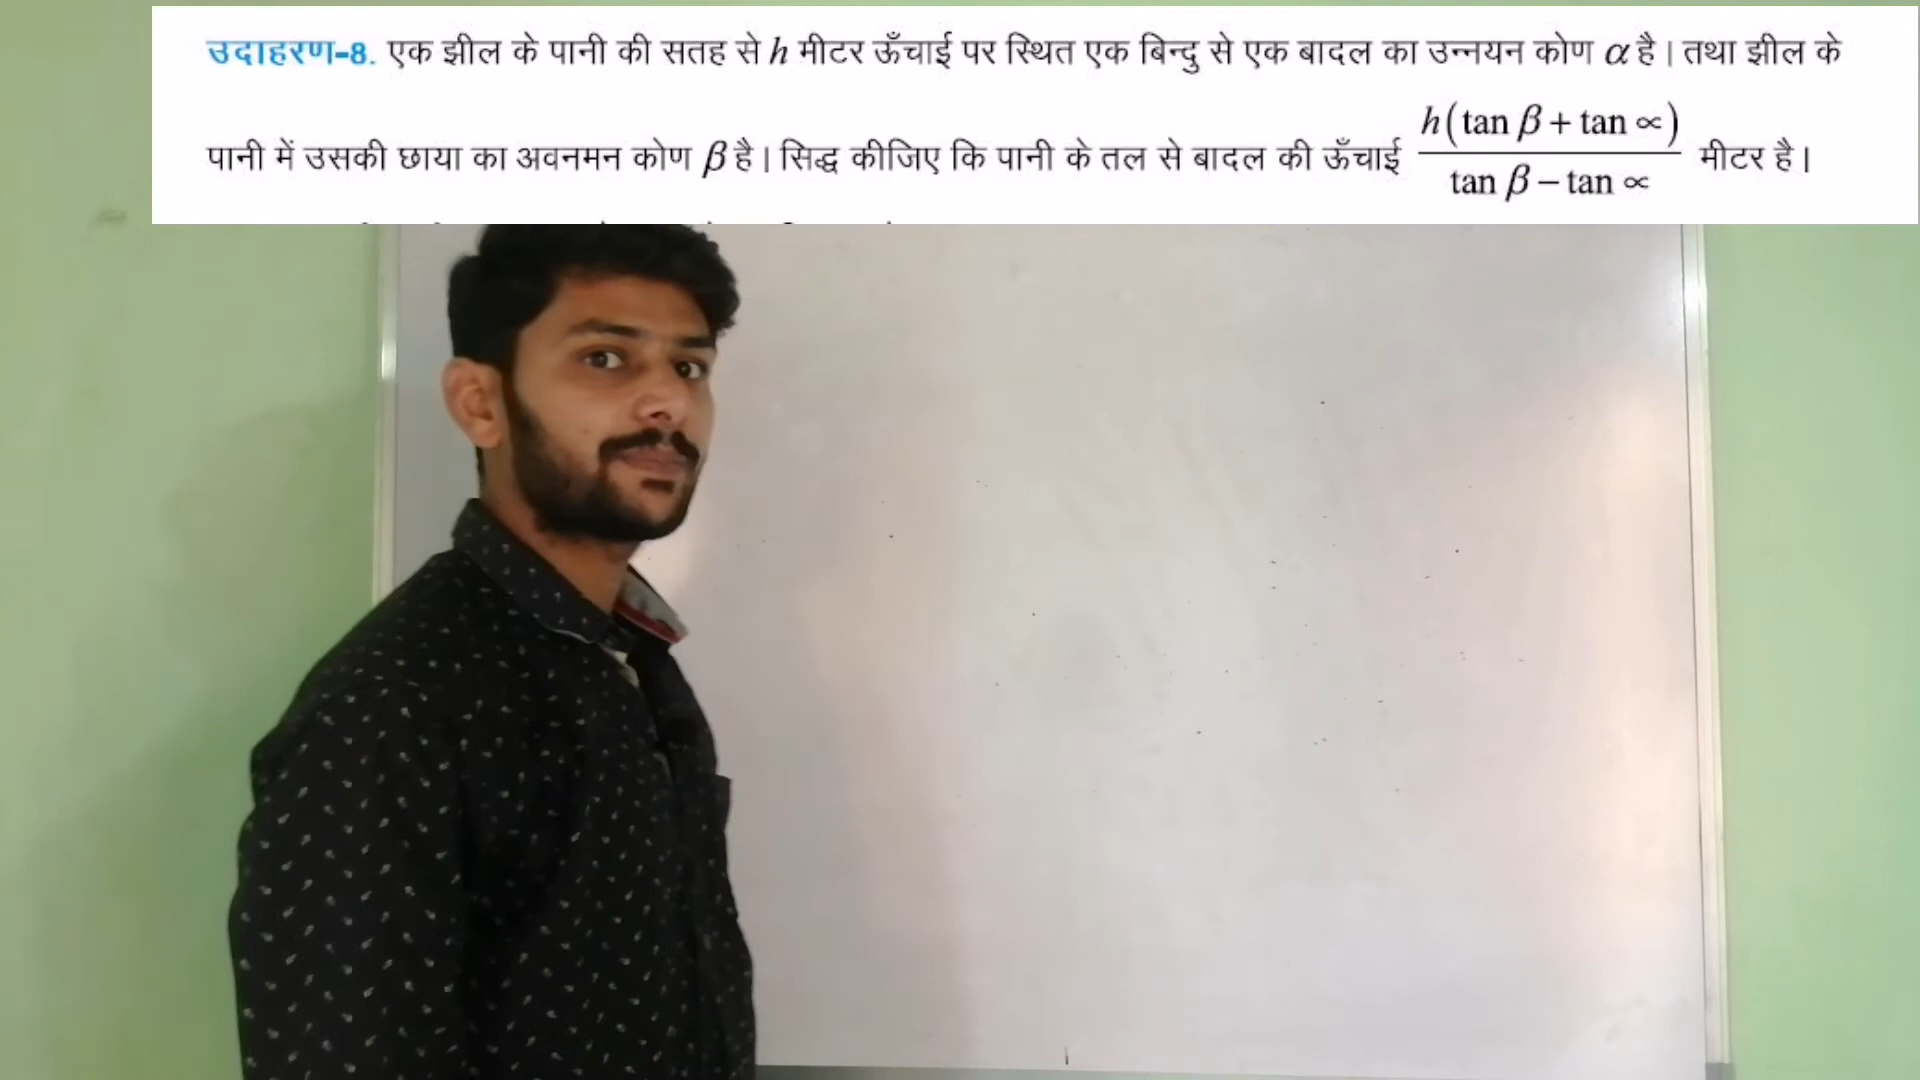 उदाहरण-8. एक झील के पानी की सतह से h मीटर ऊँचाई पर स्थित एक बिन्दु से एक बादल का उन्नयन कोण α है। तथा झील के
पानी में उसकी छाया का अवनमन कोण β है। सिद्ध कीजिए कि पानी के तल से बादल की ऊँचाई h(tan β + tan ∝) / tan β – tan ∝ मीटर है।